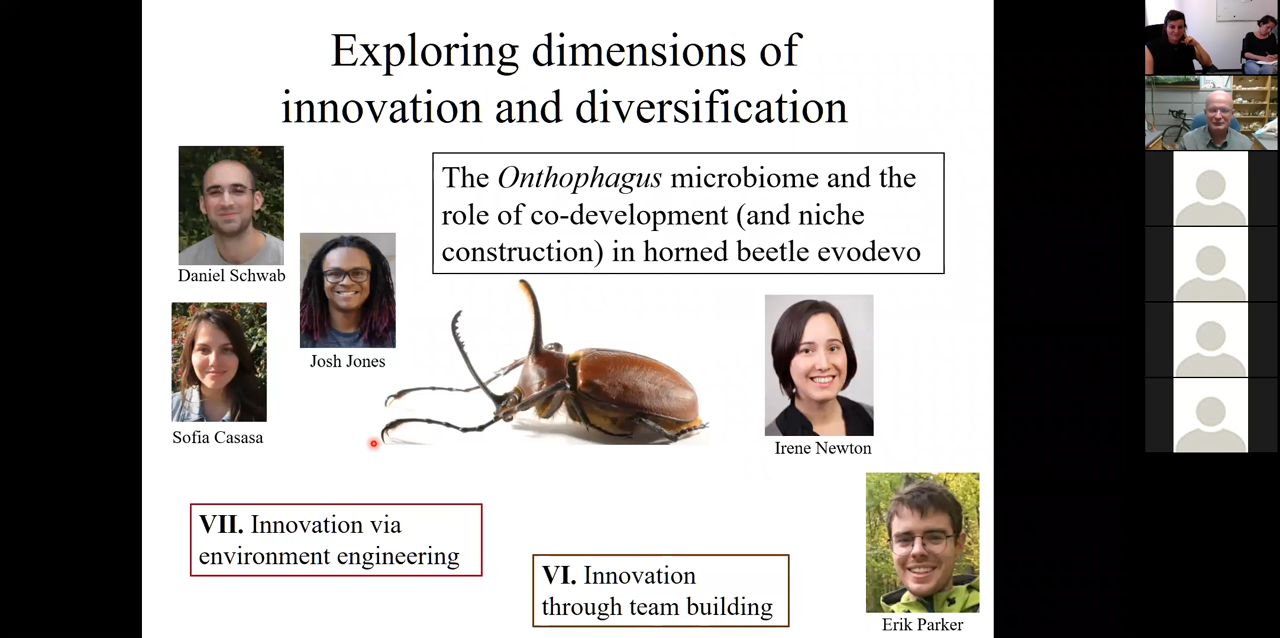 Exploring dimensions of
innovation and diversification
The Onthophagus microbiome and the
role of co-development (and niche
construction) in horned beetle evodevo
Daniel Schwab
Josh Jones
Sofia Casasa
Irene Newton
VII. Innovation via
environment engineering
VI. Innovation
through team building
Erik Parker